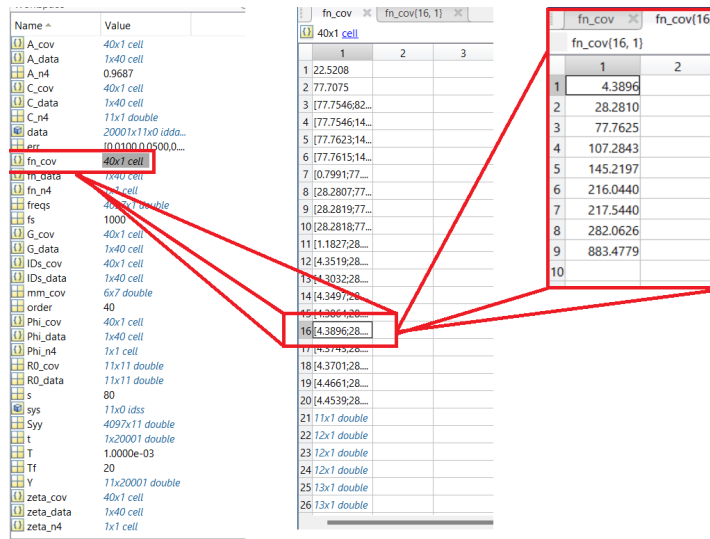 Name Value
A_cov 40x1 cell
A_data 1x40 cell
A_n4 0.9687
C_cov 40x1 cell
C_data 1x40 cell
C_n4 11x1 double
data 20001x11x0 idda...
err [0.0100,0.0500,0....
fn_cov 40x1 cell
fn_data 1x40 cell
fn_n4 1x1 cell
freqs 4097x1 double
fs 1000
G_cov 40x1 cell
G_data 1x40 cell
IDs_cov 40x1 cell
IDs_data 1x40 cell
mm_cov 6x7 double
order 40
Phi_cov 40x1 cell
Phi_data 1x40 cell
Phi_n4 1x1 cell
R0_cov 11x11 double
R0_data 11x11 double
s 80
sys 11x0 idss
Syy 4097x11 double
t 1x20001 double
T 1.0000e-03
Tf 20
Y 11x20001 double
zeta_cov 40x1 cell
zeta_data 1x40 cell
zeta_n4 1x1 cell
fn_cov fn_cov{16, 1}
40x1 cell
1 2 3
1 22.5208
2 77.7075
3 [77.7546;82...
4 [77.7546;14...
5 [77.7623;14...
6 [77.7615;14...
7 [0.7991;77....
8 [28.2807;77...
9 [28.2819;77...
10 [28.2818;77...
11 [1.1827;28....
12 [4.3519;28....
13 [4.3032;28....
14 [4.3497;28....
15 [4.3864;28....
16 [4.3896;28....
17 [4.3743;28....
18 [4.3701;28....
19 [4.4661;28....
20 [4.4539;28....
21 11x1 double
22 12x1 double
23 12x1 double
24 12x1 double
25 13x1 double
26 13x1 double
fn_cov fn_cov{16
fn_cov{16, 1}
1 2
1 4.3896
2 28.2810
3 77.7625
4 107.2843
5 145.2197
6 216.0440
7 217.5440
8 282.0626
9 883.4779
10